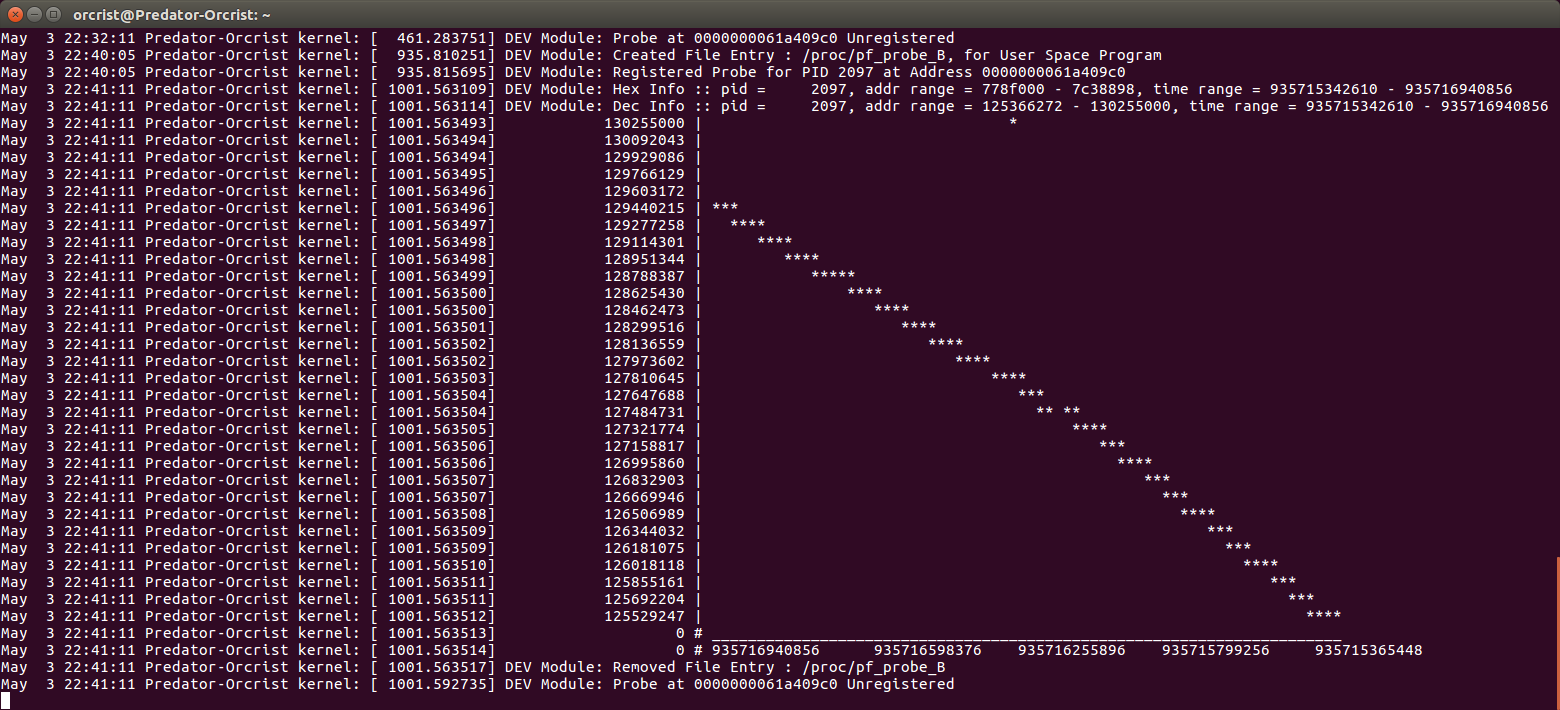 orcrist@Predator-Orcrist: ~
May  3 22:32:11 Predator-Orcrist kernel: [  461.283751] DEV Module: Probe at 0000000061a409c0 Unregistered
May  3 22:40:05 Predator-Orcrist kernel: [  935.810251] DEV Module: Created File Entry : /proc/pf_probe_B, for User Space Program
May  3 22:40:05 Predator-Orcrist kernel: [  935.815695] DEV Module: Registered Probe for PID 2097 at Address 0000000061a409c0
May  3 22:41:11 Predator-Orcrist kernel: [ 1001.563109] DEV Module: Hex Info :: pid =     2097, addr range = 778f000 - 7c38898, time range = 935715342610 - 935716940856
May  3 22:41:11 Predator-Orcrist kernel: [ 1001.563114] DEV Module: Dec Info :: pid =     2097, addr range = 125366272 - 130255000, time range = 935715342610 - 935716940856
May  3 22:41:11 Predator-Orcrist kernel: [ 1001.563493]            130255000 |                                  *
May  3 22:41:11 Predator-Orcrist kernel: [ 1001.563494]            130092043 |
May  3 22:41:11 Predator-Orcrist kernel: [ 1001.563494]            129929086 |
May  3 22:41:11 Predator-Orcrist kernel: [ 1001.563495]            129766129 |
May  3 22:41:11 Predator-Orcrist kernel: [ 1001.563496]            129603172 |
May  3 22:41:11 Predator-Orcrist kernel: [ 1001.563496]            129440215 | ***
May  3 22:41:11 Predator-Orcrist kernel: [ 1001.563497]            129277258 |   ****
May  3 22:41:11 Predator-Orcrist kernel: [ 1001.563498]            129114301 |      ****
May  3 22:41:11 Predator-Orcrist kernel: [ 1001.563498]            128951344 |         ****
May  3 22:41:11 Predator-Orcrist kernel: [ 1001.563499]            128788387 |            *****
May  3 22:41:11 Predator-Orcrist kernel: [ 1001.563500]            128625430 |                ****
May  3 22:41:11 Predator-Orcrist kernel: [ 1001.563500]            128462473 |                   ****
May  3 22:41:11 Predator-Orcrist kernel: [ 1001.563501]            128299516 |                      ****
May  3 22:41:11 Predator-Orcrist kernel: [ 1001.563502]            128136559 |                         ****
May  3 22:41:11 Predator-Orcrist kernel: [ 1001.563502]            127973602 |                            ****
May  3 22:41:11 Predator-Orcrist kernel: [ 1001.563503]            127810645 |                                ****
May  3 22:41:11 Predator-Orcrist kernel: [ 1001.563504]            127647688 |                                   ***
May  3 22:41:11 Predator-Orcrist kernel: [ 1001.563504]            127484731 |                                     ** **
May  3 22:41:11 Predator-Orcrist kernel: [ 1001.563505]            127321774 |                                         ****
May  3 22:41:11 Predator-Orcrist kernel: [ 1001.563506]            127158817 |                                            ***
May  3 22:41:11 Predator-Orcrist kernel: [ 1001.563506]            126995860 |                                              ****
May  3 22:41:11 Predator-Orcrist kernel: [ 1001.563507]            126832903 |                                                 ***
May  3 22:41:11 Predator-Orcrist kernel: [ 1001.563507]            126669946 |                                                   ***
May  3 22:41:11 Predator-Orcrist kernel: [ 1001.563508]            126506989 |                                                     ****
May  3 22:41:11 Predator-Orcrist kernel: [ 1001.563509]            126344032 |                                                        ***
May  3 22:41:11 Predator-Orcrist kernel: [ 1001.563509]            126181075 |                                                          ***
May  3 22:41:11 Predator-Orcrist kernel: [ 1001.563510]            126018118 |                                                            ****
May  3 22:41:11 Predator-Orcrist kernel: [ 1001.563511]            125855161 |                                                               ***
May  3 22:41:11 Predator-Orcrist kernel: [ 1001.563511]            125692204 |                                                                 ***
May  3 22:41:11 Predator-Orcrist kernel: [ 1001.563512]            125529247 |                                                                   ****
May  3 22:41:11 Predator-Orcrist kernel: [ 1001.563513]                    0 # ______________________________________________________________________
May  3 22:41:11 Predator-Orcrist kernel: [ 1001.563514]                    0 # 935716940856      935716598376    935716255896    935715799256     935715365448
May  3 22:41:11 Predator-Orcrist kernel: [ 1001.563517] DEV Module: Removed File Entry : /proc/pf_probe_B
May  3 22:41:11 Predator-Orcrist kernel: [ 1001.592735] DEV Module: Probe at 0000000061a409c0 Unregistered